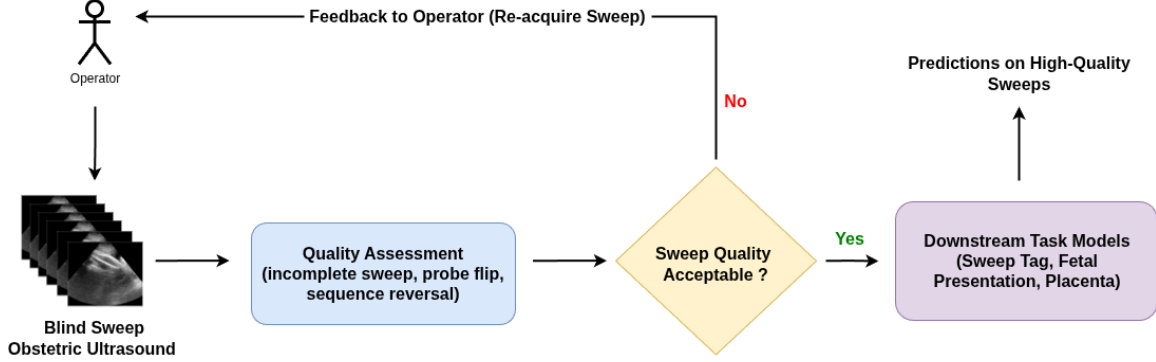 Feedback to Operator (Re-acquire Sweep)
Operator
Predictions on High-Quality
Sweeps
No
Quality Assessment
(incomplete sweep, probe flip,
sequence reversal)
Sweep Quality
Acceptable ?
Yes
Downstream Task Models
(Sweep Tag, Fetal
Presentation, Placenta)
Blind Sweep
Obstetric Ultrasound